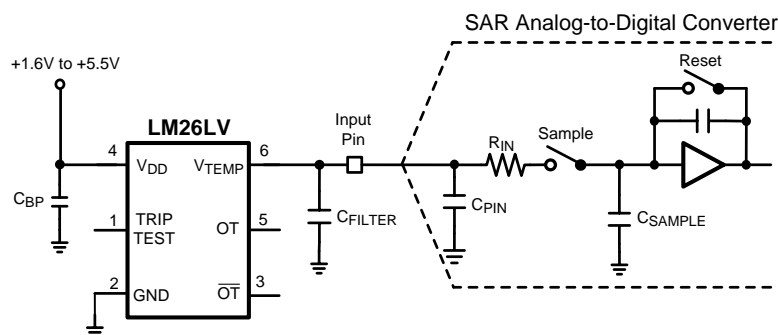 SAR Analog-to-Digital Converter
+1.6V to +5.5V
Reset
Input
Pin
LM26LV
RIN
Sample
4
VDD
VTEMP
6
CBP
CFILTER
CPIN
CSAMPLE
1
TRIP
TEST
OT
5
2
GND
OT
3